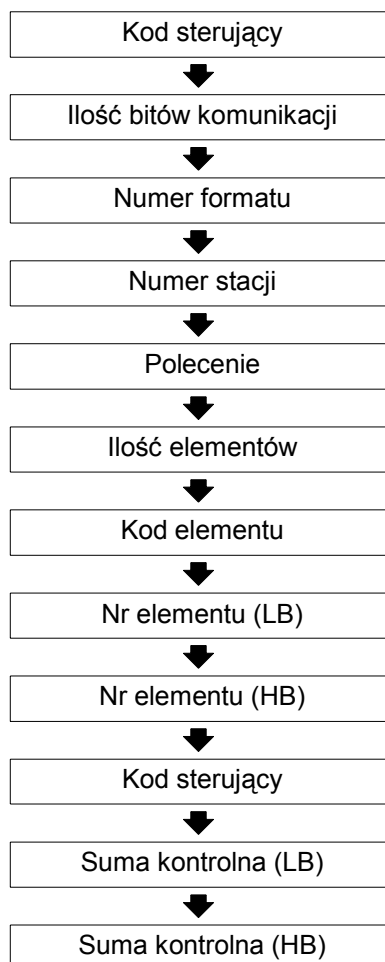 Kod sterujący
Ilość bitów komunikacji
Numer formatu
Numer stacji
Polecenie
Ilość elementów
Kod elementu
Nr elementu (LB)
Nr elementu (HB)
Kod sterujący
Suma kontrolna (LB)
Suma kontrolna (HB)